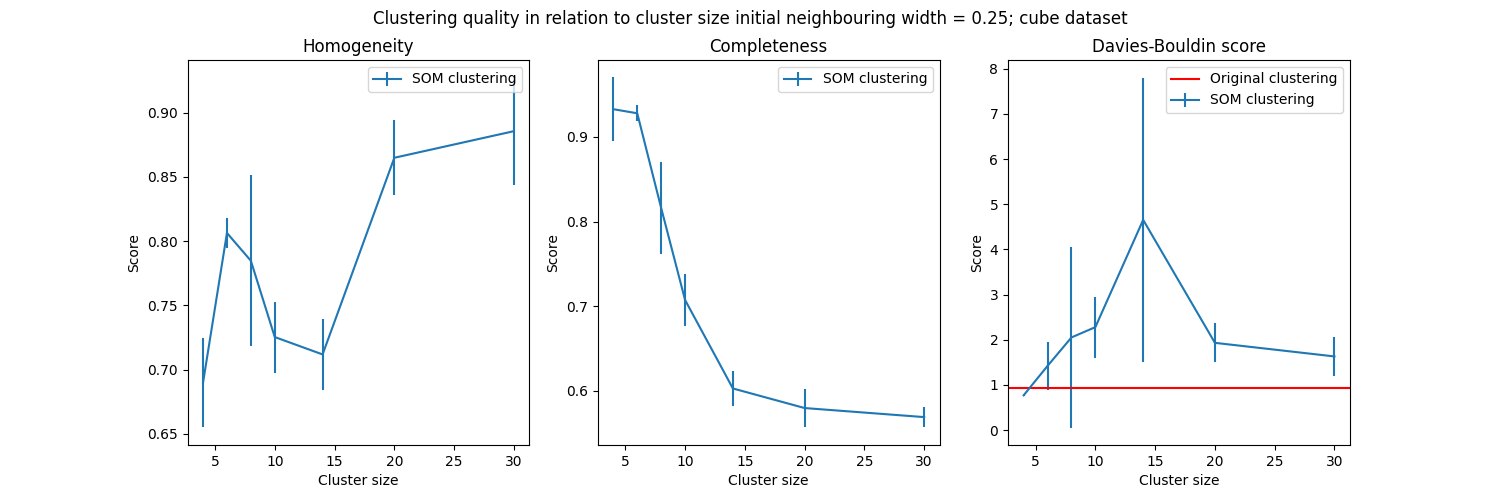 Clustering quality in relation to cluster size initial neighbouring width = 0.25; cube dataset
Homogeneity
SOM clustering
0.90
0.85
0.80
0.75
0.70
0.65
Score
5 10 15 20 25 30
Cluster size
Completeness
SOM clustering
0.9
0.8
0.7
0.6
Score
5 10 15 20 25 30
Cluster size
Davies-Bouldin score
Original clustering
SOM clustering
8
7
6
5
4
3
2
1
0
Score
5 10 15 20 25 30
Cluster size